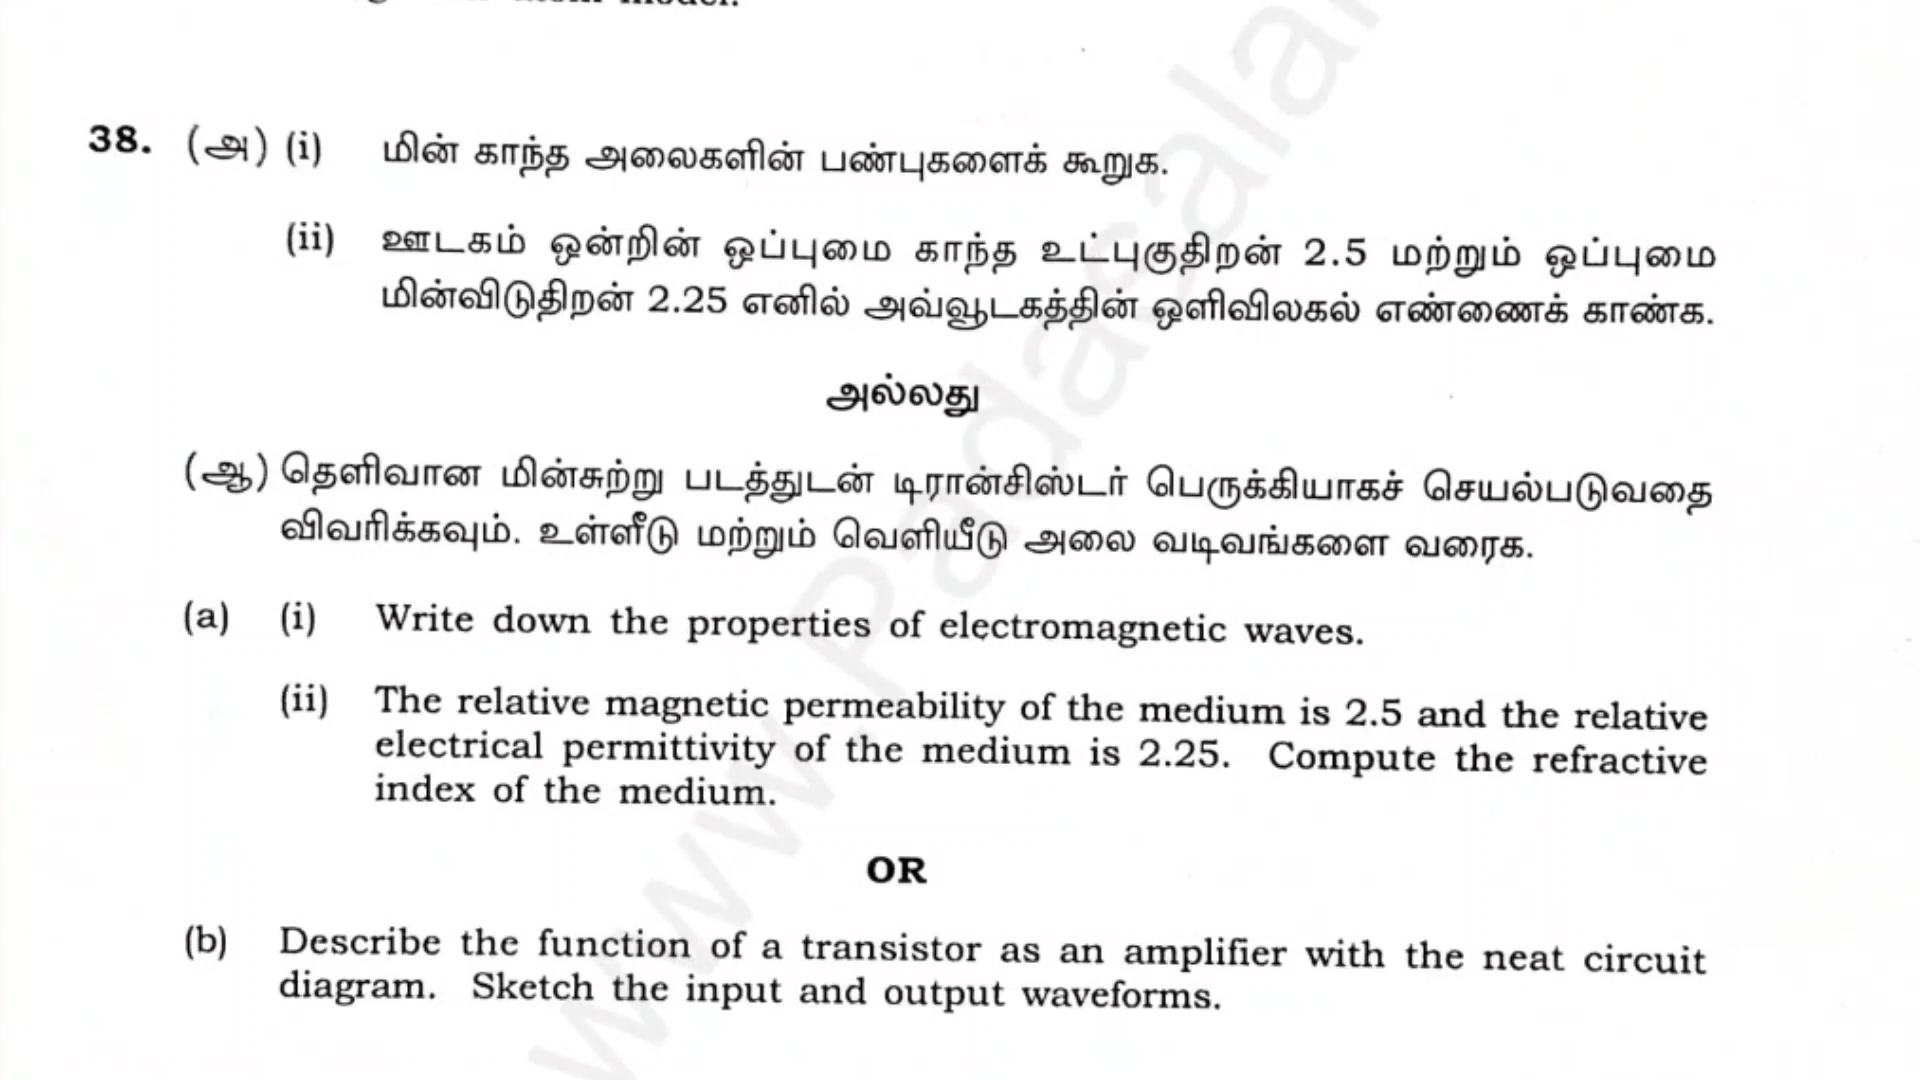 38. (அ) (i) மின் காந்த அலைகளின் பண்புகளைக் கூறுக.
(ii) ஊடகம் ஒன்றின் ஒப்புமை காந்த உட்புகுதிறன் 2.5 மற்றும் ஒப்புமை
மின்விடுதிறன் 2.25 எனில் அவ்வூடகத்தின் ஒளிவிலகல் எண்ணைக் காண்க.
அல்லது
(ஆ) தெளிவான மின்சுற்று படத்துடன் டிரான்சிஸ்டர் பெருக்கியாகச் செயல்படுவதை
விவரிக்கவும். உள்ளீடு மற்றும் வெளியீடு அலை வடிவங்களை வரைக.
(a) (i) Write down the properties of electromagnetic waves.
(ii) The relative magnetic permeability of the medium is 2.5 and the relative
electrical permittivity of the medium is 2.25. Compute the refractive
index of the medium.
OR
(b) Describe the function of a transistor as an amplifier with the neat circuit
diagram. Sketch the input and output waveforms.